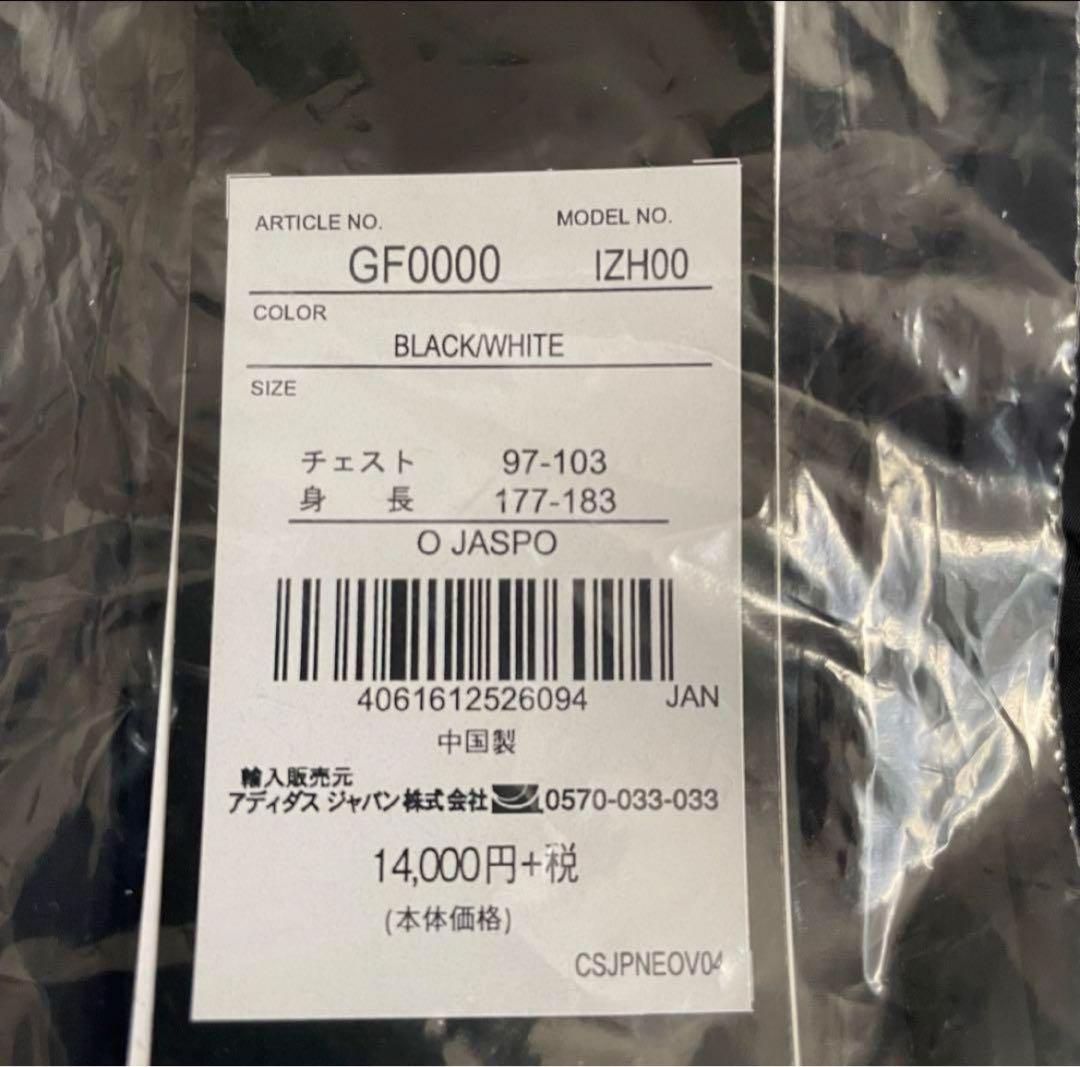 ARTICLE NO. MODEL NO.
GF0000 IZH00
COLOR
BLACK/WHITE
SIZE
チェスト 97-103
身 長 177-183
O JASPO
4061612526094 JAN
中国製
輸入販売元
アディダス ジャパン株式会社 0570-033-033
14,000円+税
(本体価格)
CSJPNEOV04